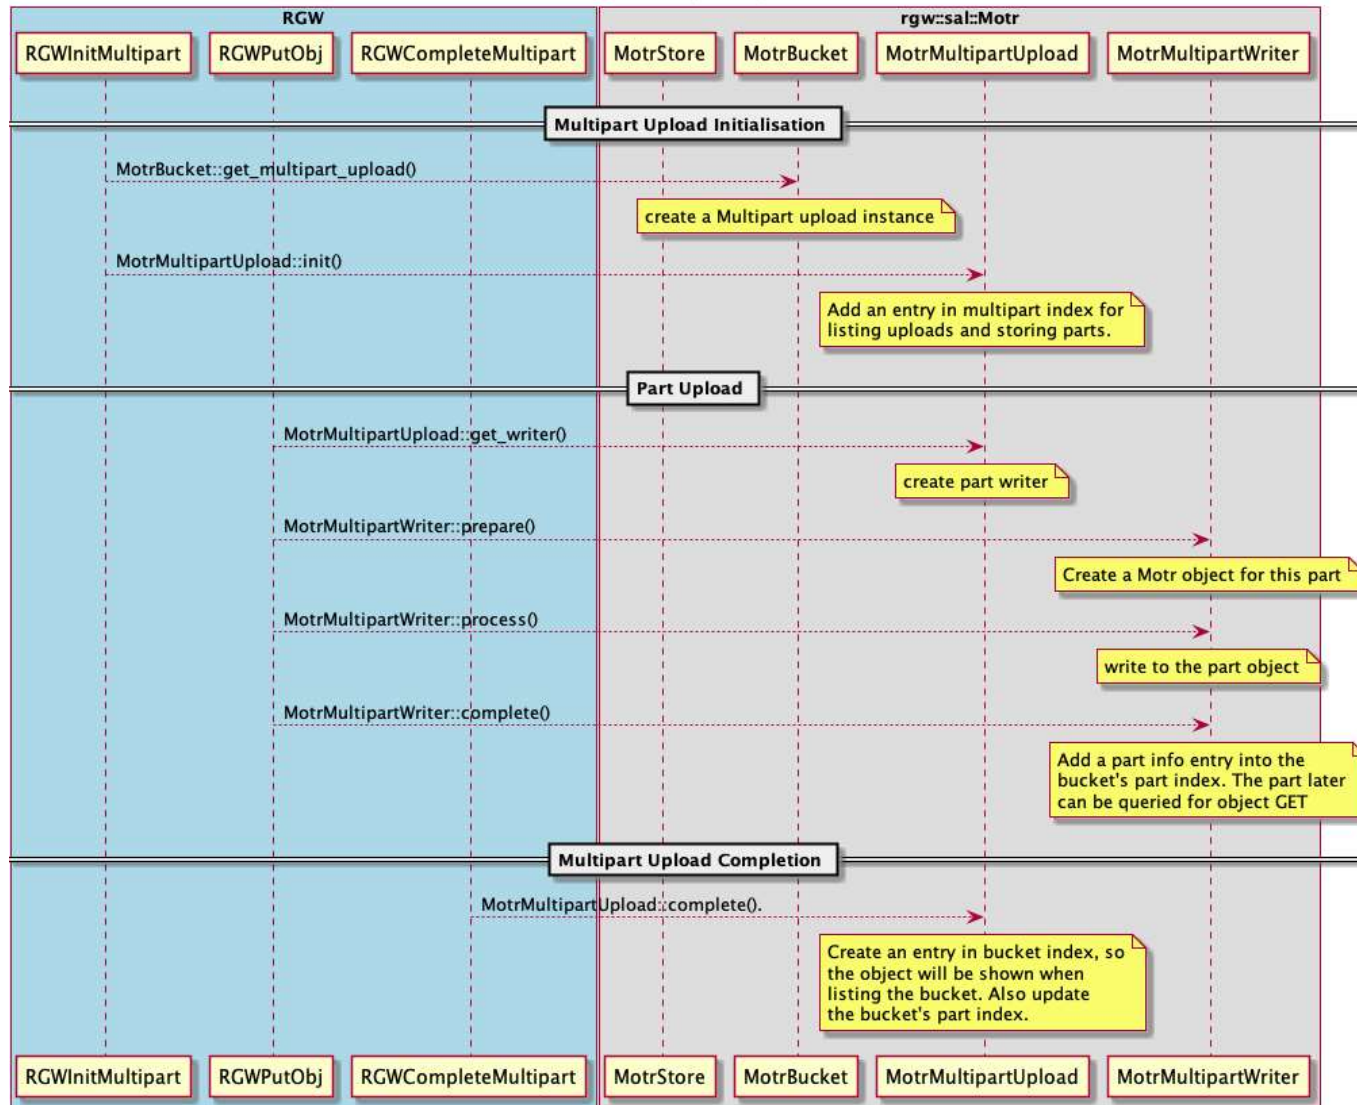 RGW
rgw::sal::Motr
RGWInitMultipart
RGWPutObj
RGWCompleteMultipart
MotrStore
MotrBucket
MotrMultipartUpload
MotrMultipartWriter
Multipart Upload Initialisation
MotrBucket::get_multipart_upload()
create a Multipart upload instance
MotrMultipartUpload::init()
Add an entry in multipart index for
listing uploads and storing parts.
Part Upload
MotrMultipartUpload::get_writer()
create part writer
MotrMultipartWriter::prepare()
Create a Motr object for this part
MotrMultipartWriter::process()
write to the part object
MotrMultipartWriter::complete()
Add a part info entry into the
bucket's part index. The part later
can be queried for object GET
Multipart Upload Completion
MotrMultipartUpload::complete().
Create an entry in bucket index, so
the object will be shown when
listing the bucket. Also update
the bucket's part index.
RGWInitMultipart
RGWPutObj
RGWCompleteMultipart
MotrStore
MotrBucket
MotrMultipartUpload
MotrMultipartWriter